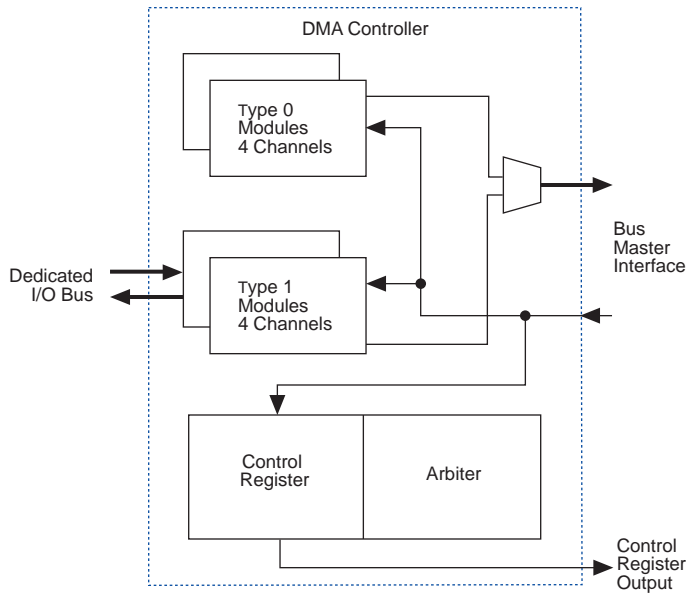 DMA Controller
Type 0
Modules
4 Channels
Bus
Master
Interface
Dedicated
I/O Bus
Type 1
Modules
4 Channels
Control
Register
Arbiter
Control
Register
Output